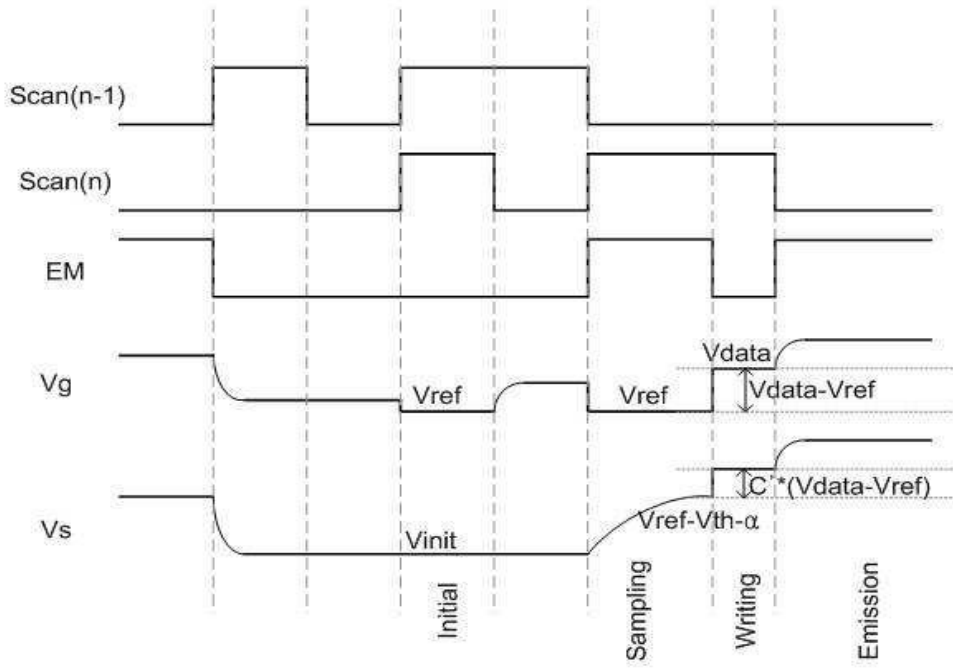 Scan(n-1)
Scan(n)
EM
Vg
Vref
Vref
Vdata
Vdata-Vref
Vs
Vinit
Vref-Vth-α
C'*(Vdata-Vref)
Initial
Sampling
Writing
Emission